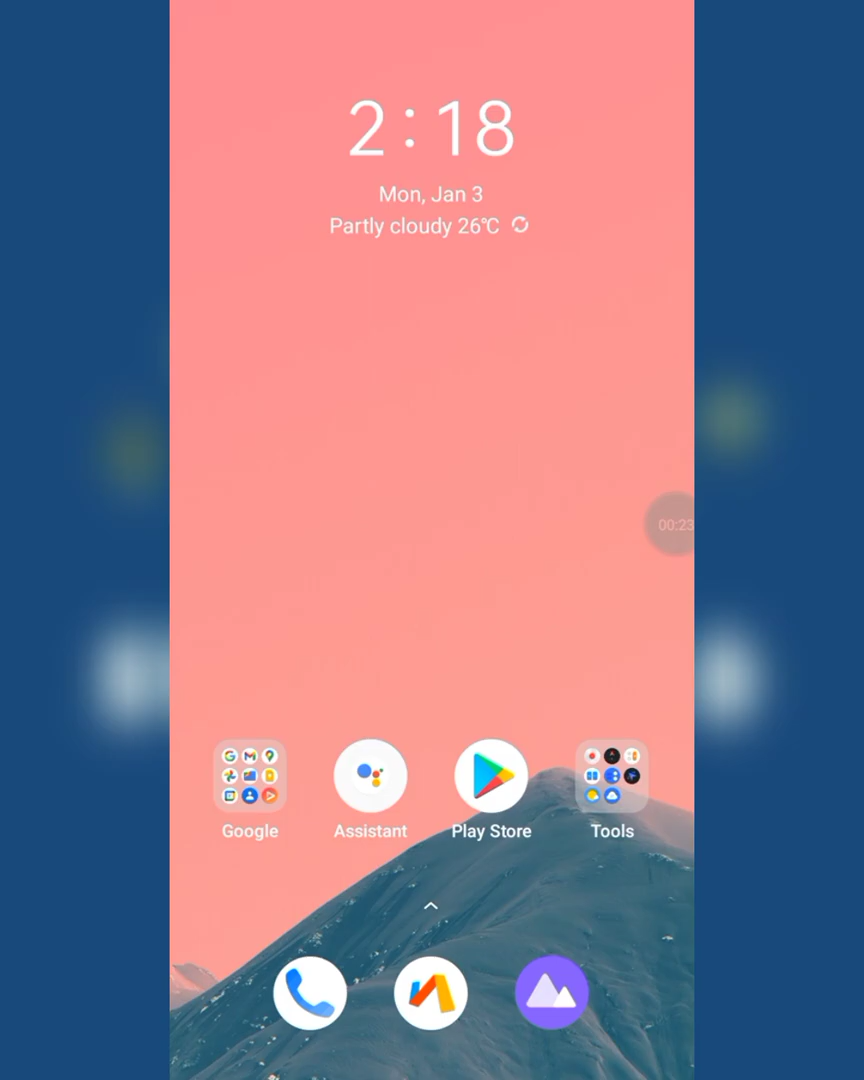 2:18
Mon, Jan 3
Partly cloudy 26℃
00:23
Google
Assistant
Play Store
Tools